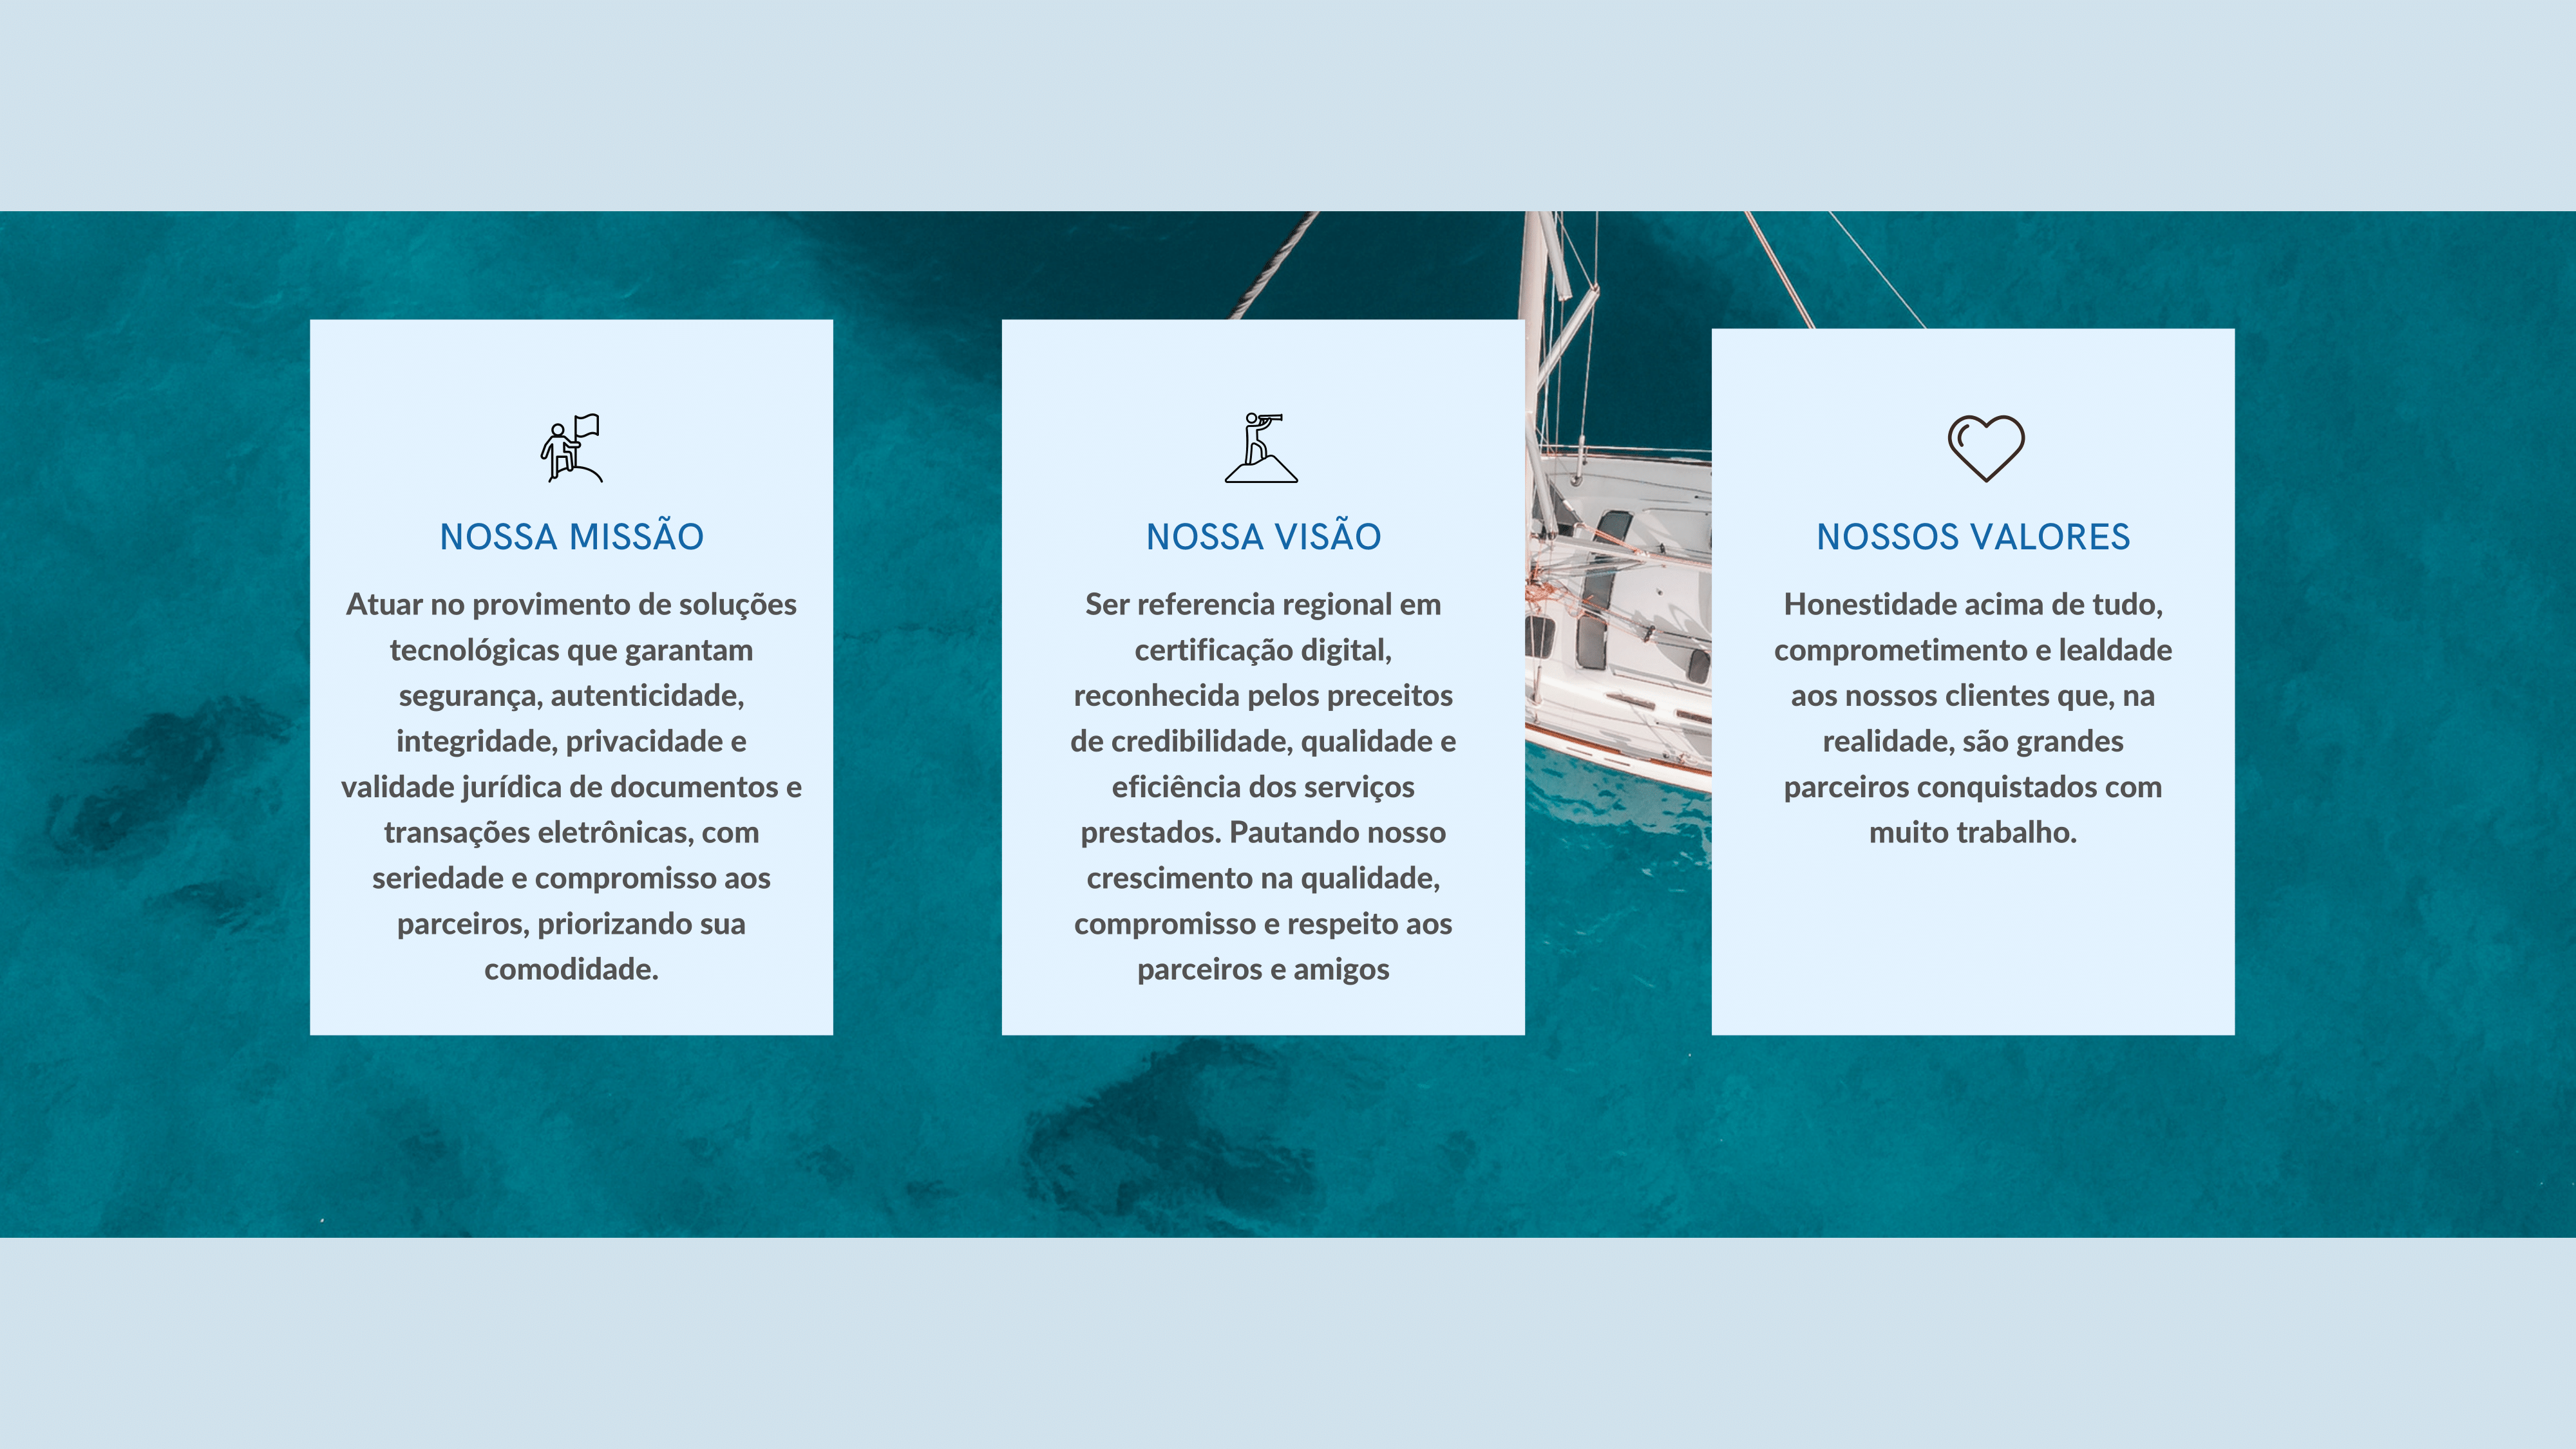 NOSSA MISSÃO
Atuar no provimento de soluções
tecnológicas que garantam
segurança, autenticidade,
integridade, privacidade e
validade jurídica de documentos e
transações eletrônicas, com
seriedade e compromisso aos
parceiros, priorizando sua
comodidade.
NOSSA VISÃO
Ser referencia regional em
certificação digital,
reconhecida pelos preceitos
de credibilidade, qualidade e
eficiência dos serviços
prestados. Pautando nosso
crescimento na qualidade,
compromisso e respeito aos
parceiros e amigos
NOSSOS VALORES
Honestidade acima de tudo,
comprometimento e lealdade
aos nossos clientes que, na
realidade, são grandes
parceiros conquistados com
muito trabalho.